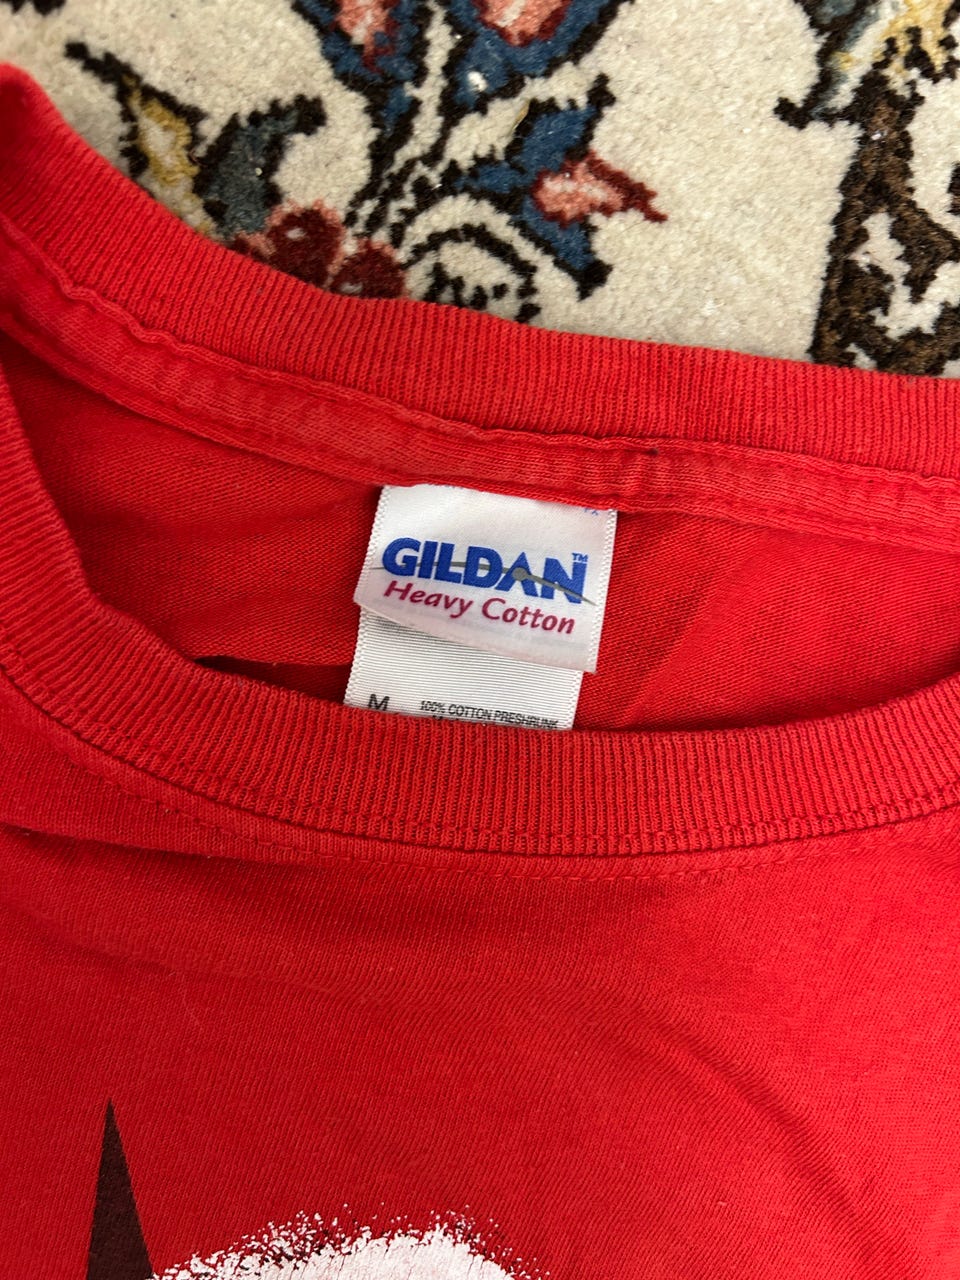 GILDAN™
Heavy Cotton
M 100% COTTON PRESHRUNK